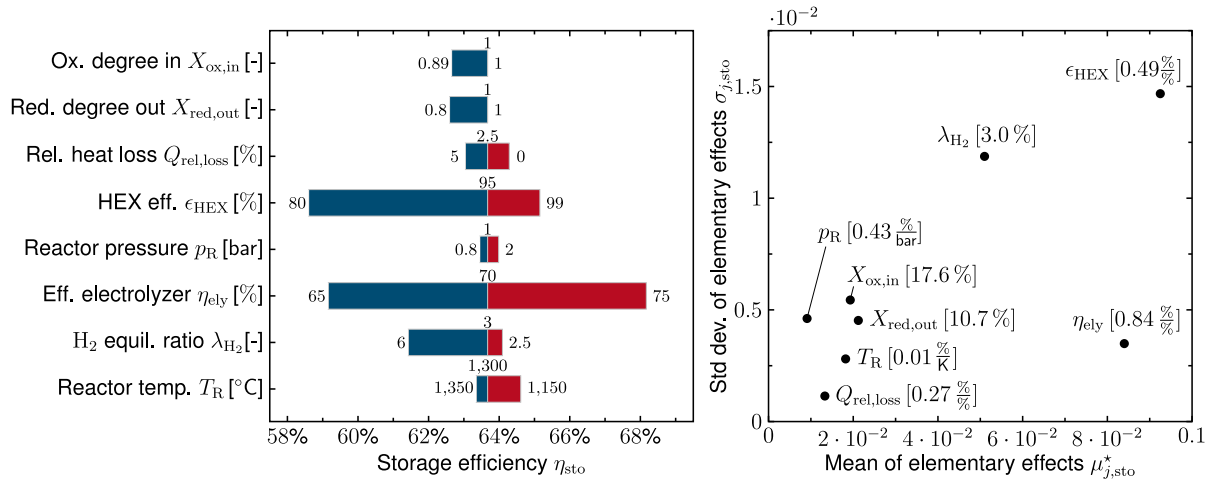 Ox. degree in X_ox,in [-]
0.89 1 1
Red. degree out X_red,out [-]
0.8 1 1
Rel. heat loss Q_rel,loss [%]
5 2.5 0
HEX eff. ϵ_HEX [%]
80 95 99
Reactor pressure p_R [bar]
0.8 1 2
Eff. electrolyzer η_ely [%]
65 70 75
H₂ equil. ratio λ_H₂ [-]
6 3 2.5
Reactor temp. T_R [°C]
1,350 1,300 1,150
58% 60% 62% 64% 66% 68%
Storage efficiency η_sto
·10⁻²
Std dev. of elementary effects σ_j,sto
1.5
1
0.5
0
ϵ_HEX [0.49 %/%]
λ_H₂ [3.0 %]
p_R [0.43 %/bar]
X_ox,in [17.6 %]
X_red,out [10.7 %]
η_ely [0.84 %/%]
T_R [0.01 %/K]
Q_rel,loss [0.27 %/%]
0 2·10⁻² 4·10⁻² 6·10⁻² 8·10⁻² 0.1
Mean of elementary effects μ⋆_j,sto